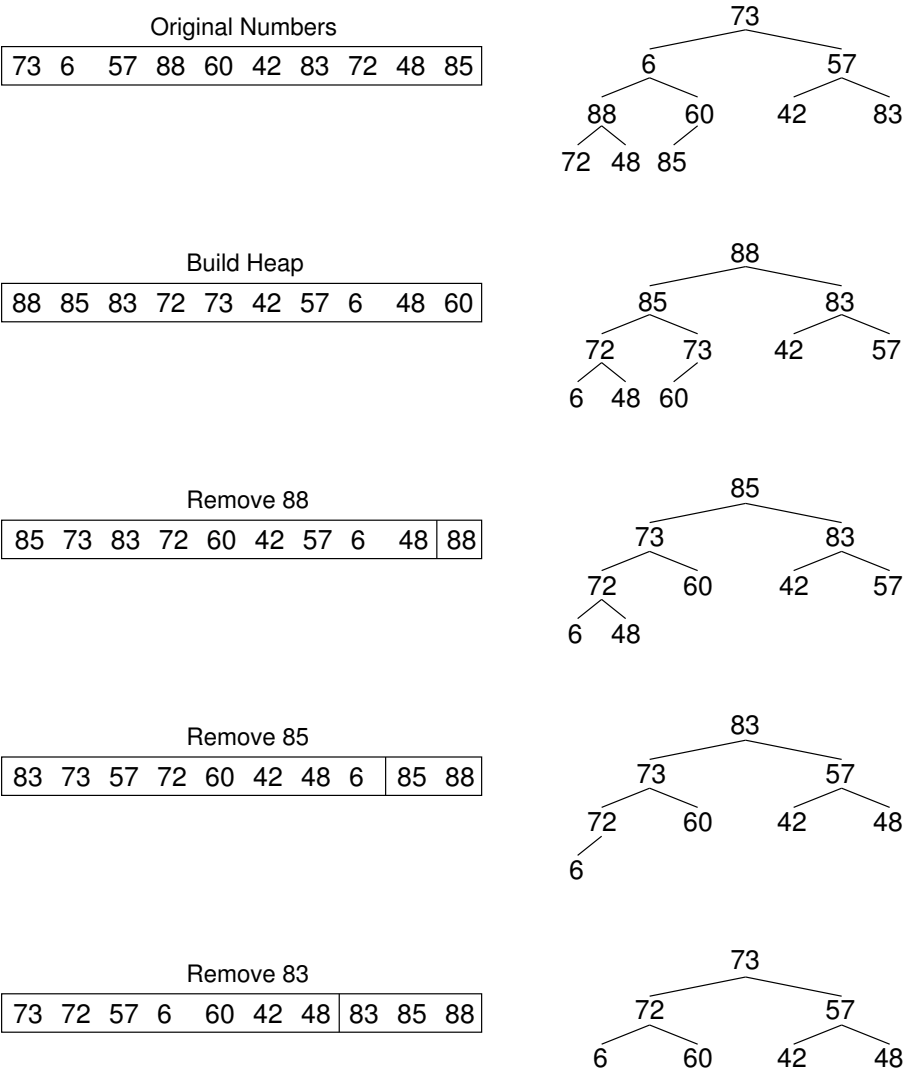 Original Numbers
73 6 57 88 60 42 83 72 48 85
73
6 57
88 60 42 83
72 48 85
Build Heap
88 85 83 72 73 42 57 6 48 60
88
85 83
72 73 42 57
6 48 60
Remove 88
85 73 83 72 60 42 57 6 48 88
85
73 83
72 60 42 57
6 48
Remove 85
83 73 57 72 60 42 48 6 85 88
83
73 57
72 60 42 48
6
Remove 83
73 72 57 6 60 42 48 83 85 88
73
72 57
6 60 42 48